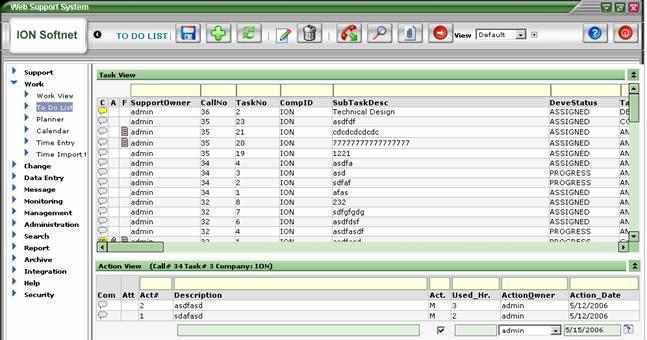 Web Support System
ION Softnet
TO DO LIST
View Default
Support
Work
Work View
To Do List
Planner
Calendar
Time Entry
Time Import f
Change
Data Entry
Message
Monitoring
Management
Administration
Search
Report
Archive
Integration
Help
Security
Task View
C A F SupportOwner CallNo TaskNo CompID SubTaskDesc DeveStatus Ta
admin 36 2 ION Technical Design ASSIGNED DE
admin 35 23 ION asdfdf ASSIGNED CO
admin 35 21 ION cdcdcdcdcdc ASSIGNED AN
admin 35 20 ION 7777777777777777 ASSIGNED AN
admin 35 19 ION 1221 ASSIGNED AN
admin 34 4 ION asdfa ASSIGNED AN
admin 34 3 ION asd PROGRESS AN
admin 34 2 ION sdfaf PROGRESS AN
admin 34 1 ION afas ASSIGNED AN
admin 32 8 ION 232 ASSIGNED AN
admin 32 7 ION sdfgfgdg ASSIGNED AN
admin 32 6 ION asdfdsf ASSIGNED AN
admin 32 4 ION asdfasdf PROGRESS AN
admin 32 1 ION asdfasd PROGRESS AN
Action View (Call# 34 Task# 3 Company: ION)
Com Att Act# Description Act. Used_Hr. ActionOwner Action_Date
2 asdfasd M 3 admin 5/12/2006
1 sdafasd M 2 admin 5/12/2006
admin 5/15/2006 ?